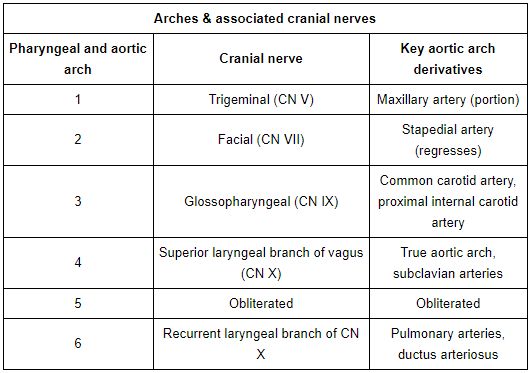 Arches & associated cranial nerves
Pharyngeal and aortic
arch
Cranial nerve
Key aortic arch
derivatives
1
Trigeminal (CN V)
Maxillary artery (portion)
2
Facial (CN VII)
Stapedial artery
(regresses)
3
Glossopharyngeal (CN IX)
Common carotid artery,
proximal internal carotid
artery
4
Superior laryngeal branch of vagus
(CN X)
True aortic arch,
subclavian arteries
5
Obliterated
Obliterated
6
Recurrent laryngeal branch of CN
X
Pulmonary arteries,
ductus arteriosus